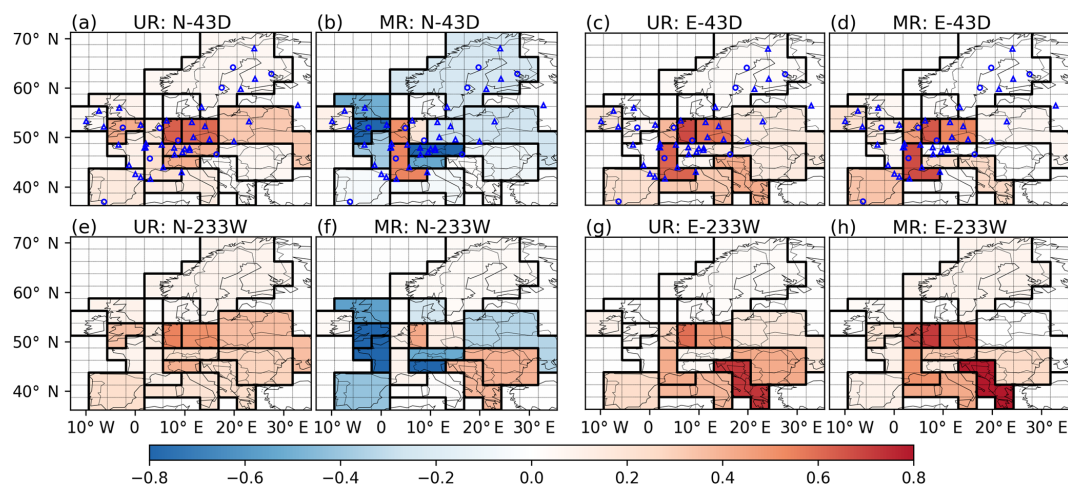 (a) UR: N-43D (b) MR: N-43D (c) UR: E-43D (d) MR: E-43D
70° N
60° N
50° N
40° N
(e) UR: N-233W (f) MR: N-233W (g) UR: E-233W (h) MR: E-233W
70° N
60° N
50° N
40° N
10° W 0 10° E 20° E 30° E 10° W 0 10° E 20° E 30° E 10° W 0 10° E 20° E 30° E 10° W 0 10° E 20° E 30° E
−0.8 −0.6 −0.4 −0.2 0.0 0.2 0.4 0.6 0.8